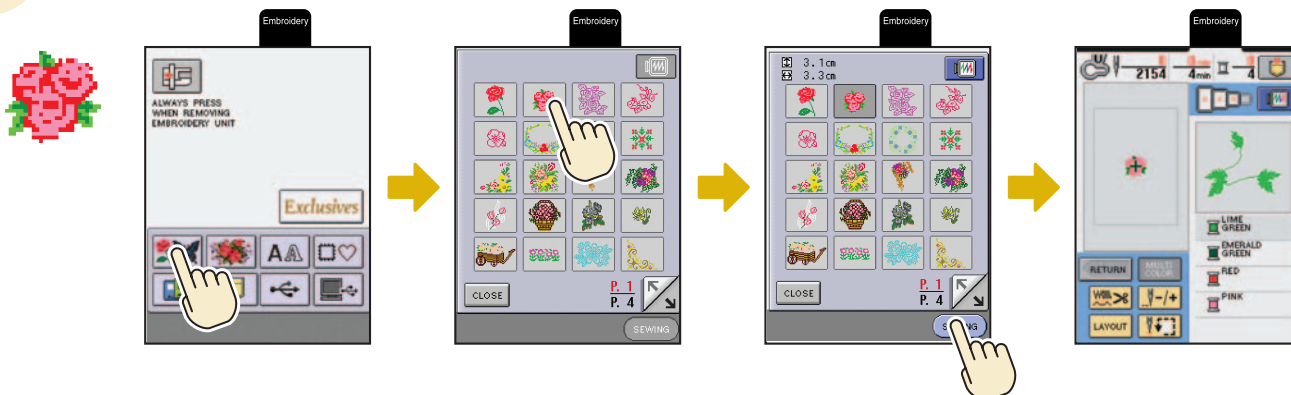 Embroidery
ALWAYS PRESS
WHEN REMOVING
EMBROIDERY UNIT
Exclusives
AA
Embroidery
CLOSE
P. 1
P. 4
SEWING
Embroidery
3.1cm
3.3cm
CLOSE
P. 1
P. 4
Embroidery
2154
4min
4
LIME
GREEN
EMERALD
GREEN
RED
PINK
RETURN
MULTI
COLOR
-/+
LAYOUT